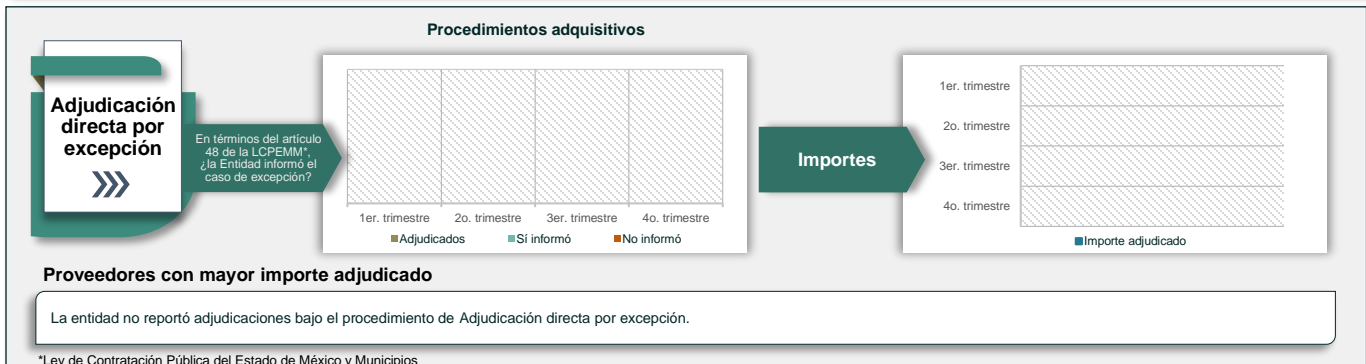 Procedimientos adquisitivos
Adjudicación
directa por
excepción
En términos del artículo
48 de la LCPEMM*,
¿la Entidad informó el
caso de excepción?
1er. trimestre 2o. trimestre 3er. trimestre 4o. trimestre
Adjudicados Sí informó No informó
Importes
1er. trimestre
2o. trimestre
3er. trimestre
4o. trimestre
Importe adjudicado
Proveedores con mayor importe adjudicado
La entidad no reportó adjudicaciones bajo el procedimiento de Adjudicación directa por excepción.
*Ley de Contratación Pública del Estado de México y Municipios